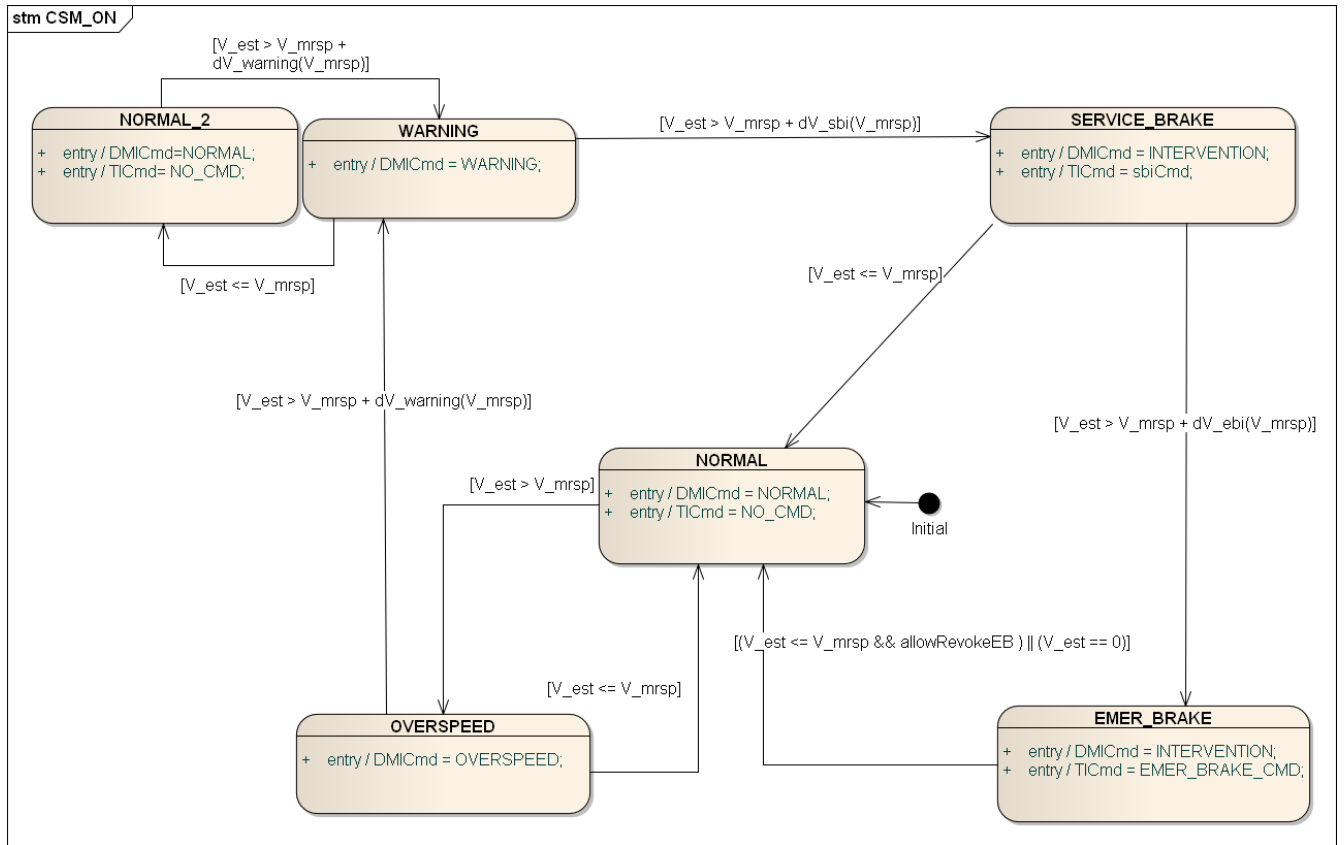 stm CSM_ON
[V_est > V_mrsp +
dV_warning(V_mrsp)]
NORMAL_2
+ entry / DMICmd=NORMAL;
+ entry / TICmd= NO_CMD;
WARNING
+ entry / DMICmd = WARNING;
[V_est > V_mrsp + dV_sbi(V_mrsp)]
SERVICE_BRAKE
+ entry / DMICmd = INTERVENTION;
+ entry / TICmd = sbiCmd;
[V_est <= V_mrsp]
[V_est <= V_mrsp]
[V_est > V_mrsp + dV_warning(V_mrsp)]
[V_est > V_mrsp + dV_ebi(V_mrsp)]
NORMAL
+ entry / DMICmd = NORMAL;
+ entry / TICmd = NO_CMD;
[V_est > V_mrsp]
Initial
[(V_est <= V_mrsp && allowRevokeEB ) || (V_est == 0)]
[V_est <= V_mrsp]
OVERSPEED
+ entry / DMICmd = OVERSPEED;
EMER_BRAKE
+ entry / DMICmd = INTERVENTION;
+ entry / TICmd = EMER_BRAKE_CMD;